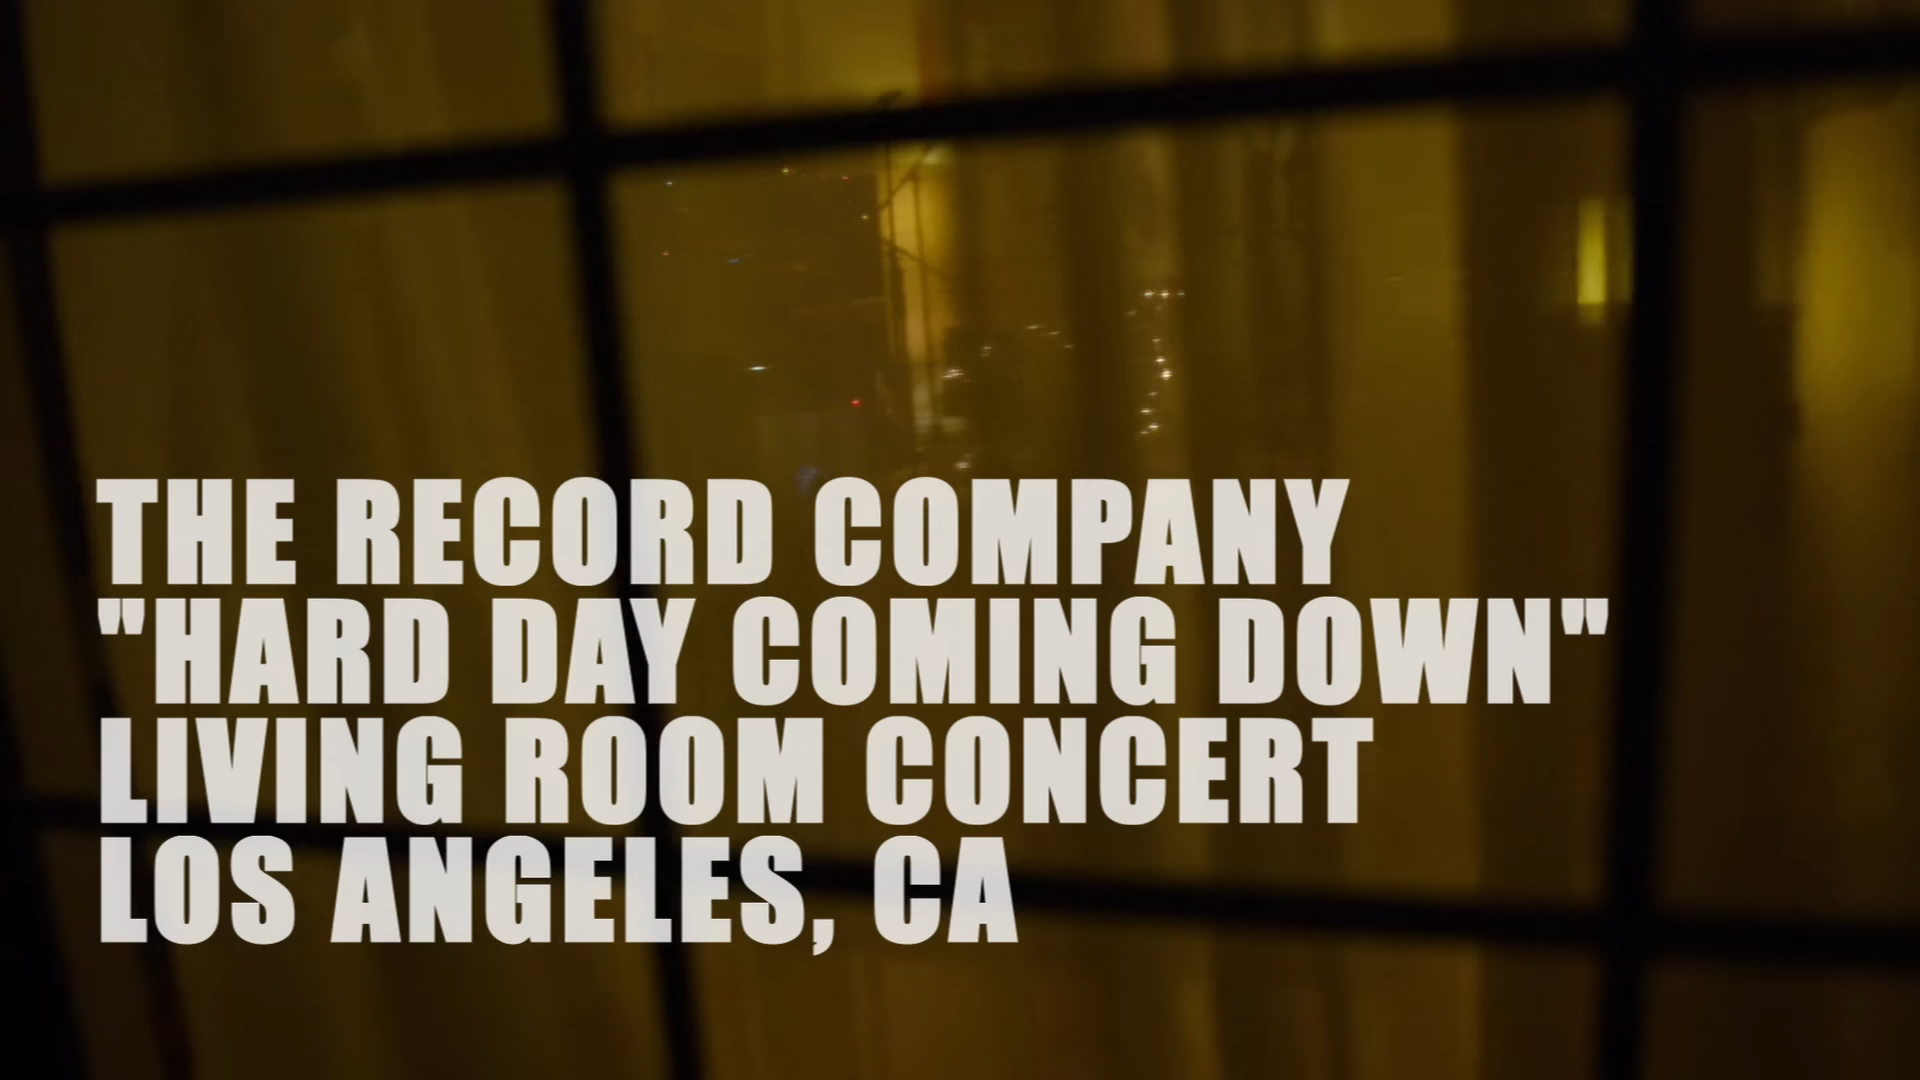 THE RECORD COMPANY
"HARD DAY COMING DOWN"
LIVING ROOM CONCERT
LOS ANGELES, CA